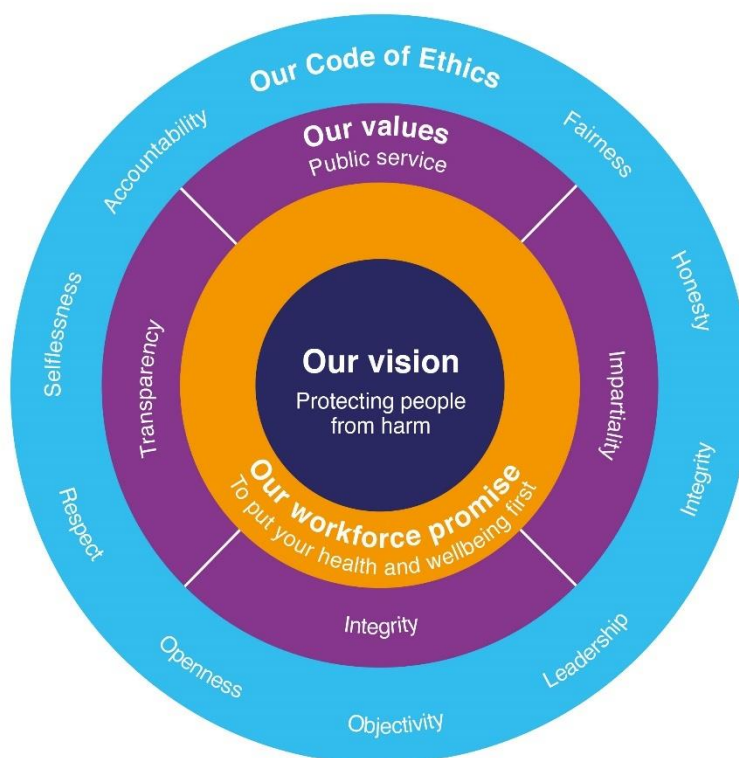 Our Code of Ethics
Accountability
Fairness
Honesty
Integrity
Leadership
Objectivity
Openness
Respect
Selflessness
Our values
Public service
Impartiality
Integrity
Transparency
Our vision
Protecting people
from harm
Our workforce promise
To put your health and wellbeing first